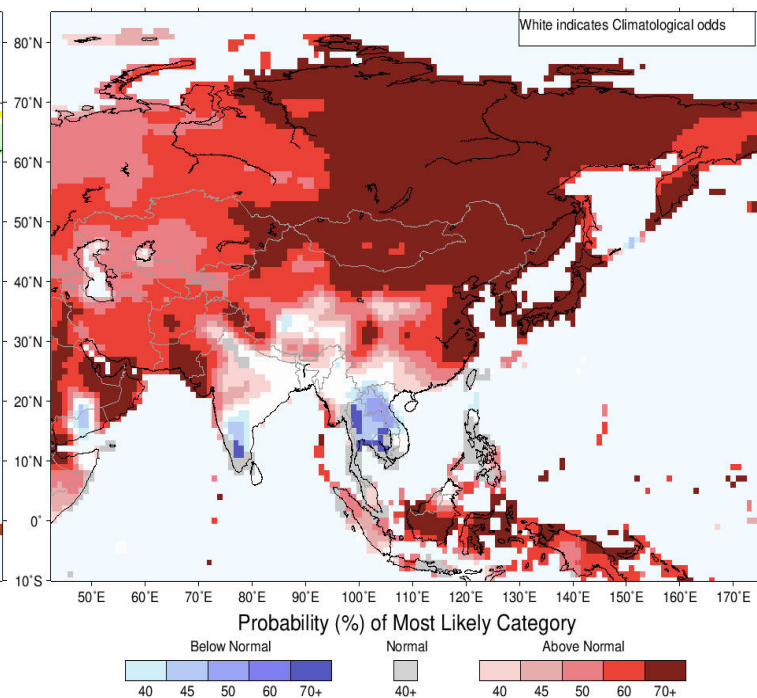 White indicates Climatological odds
80˚N
70˚N
60˚N
50˚N
40˚N
30˚N
20˚N
10˚N
0˚
10˚S
50˚E 60˚E 70˚E 80˚E 90˚E 100˚E 110˚E 120˚E 130˚E 140˚E 150˚E 160˚E 170˚E
Probability (%) of Most Likely Category
Below Normal Normal Above Normal
40 45 50 60 70+ 40+ 40 45 50 60 70+